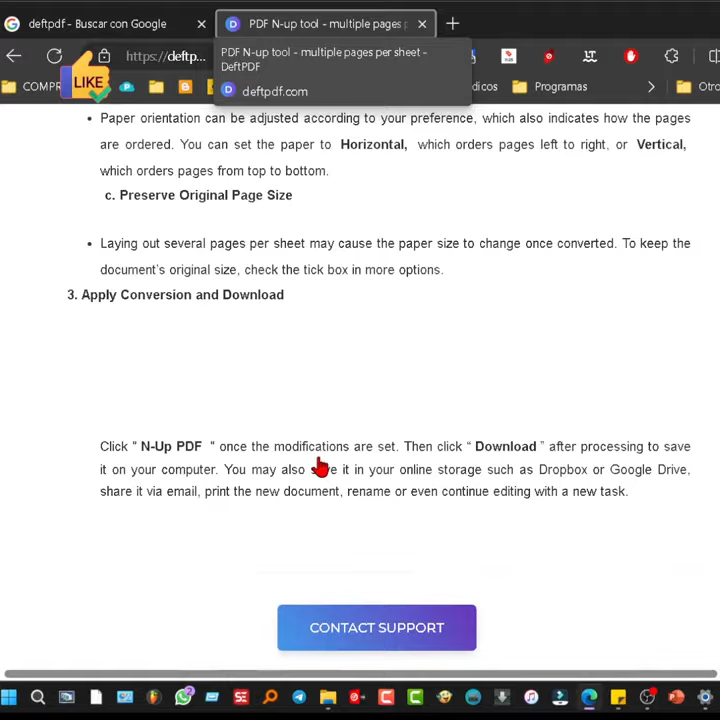 deftpdf - Buscar con Google
PDF N-up tool - multiple pages p
https://deftp...
PDF N-up tool - multiple pages per sheet -
DeftPDF
deftpdf.com
LIKE
COMPR
dicos
Programas
Otro
Paper orientation can be adjusted according to your preference, which also indicates how the pages
are ordered. You can set the paper to Horizontal, which orders pages left to right, or Vertical,
which orders pages from top to bottom.
c. Preserve Original Page Size
Laying out several pages per sheet may cause the paper size to change once converted. To keep the
document's original size, check the tick box in more options.
3. Apply Conversion and Download
Click " N-Up PDF " once the modifications are set. Then click “ Download ” after processing to save
it on your computer. You may also it in your online storage such as Dropbox or Google Drive,
share it via email, print the new document, rename or even continue editing with a new task.
CONTACT SUPPORT